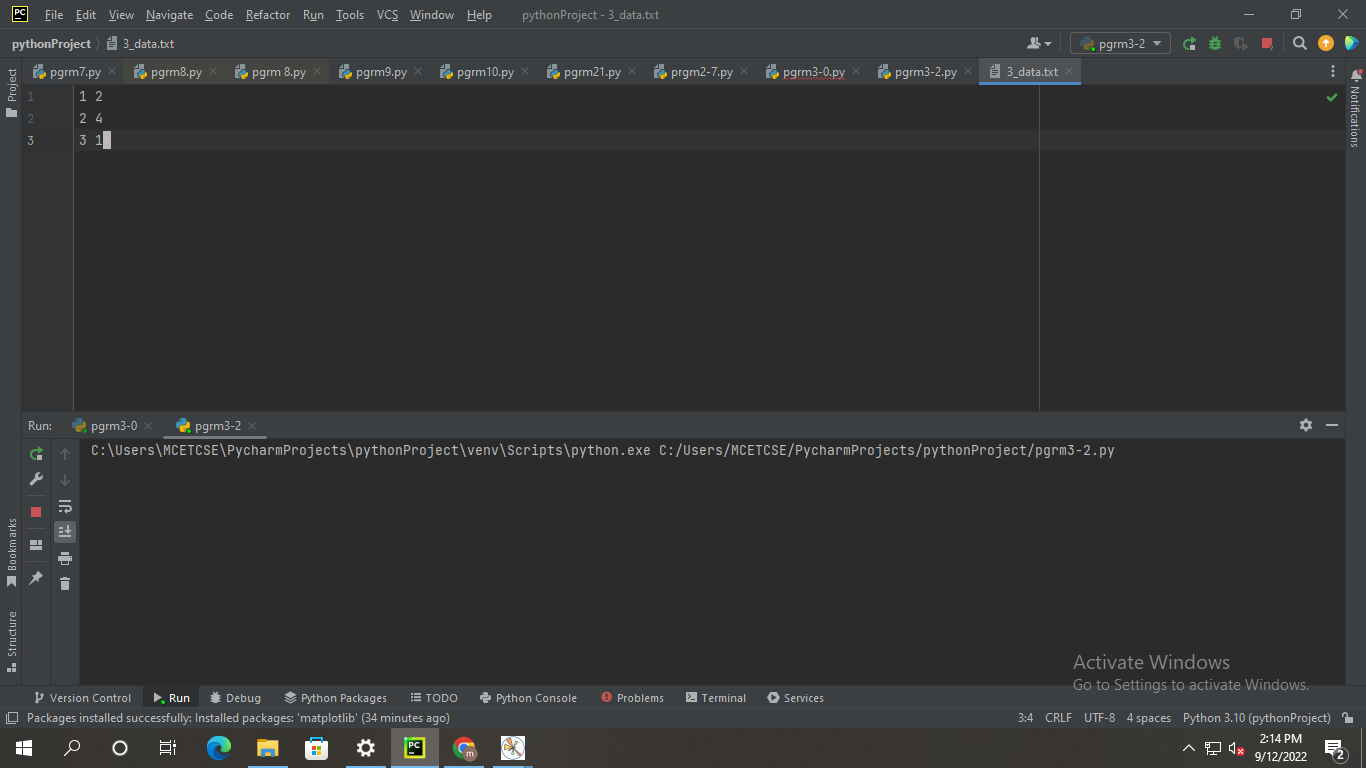 PC File Edit View Navigate Code Refactor Run Tools VCS Window Help pythonProject - 3_data.txt
pythonProject 3_data.txt pgrm3-2
pgrm7.py pgrm8.py pgrm 8.py pgrm9.py pgrm10.py pgrm21.py prgm2-7.py pgrm3-0.py pgrm3-2.py 3_data.txt
Project
Notifications
1 1 2
2 2 4
3 3 1
Run: pgrm3-0 pgrm3-2
C:\Users\MCETCSE\PycharmProjects\pythonProject\venv\Scripts\python.exe C:/Users/MCETCSE/PycharmProjects/pythonProject/pgrm3-2.py
Bookmarks
Structure
Activate Windows
Go to Settings to activate Windows.
Version Control Run Debug Python Packages TODO Python Console Problems Terminal Services
Packages installed successfully: Installed packages: 'matplotlib' (34 minutes ago) 3:4 CRLF UTF-8 4 spaces Python 3.10 (pythonProject)
PC m 2:14 PM
9/12/2022 2